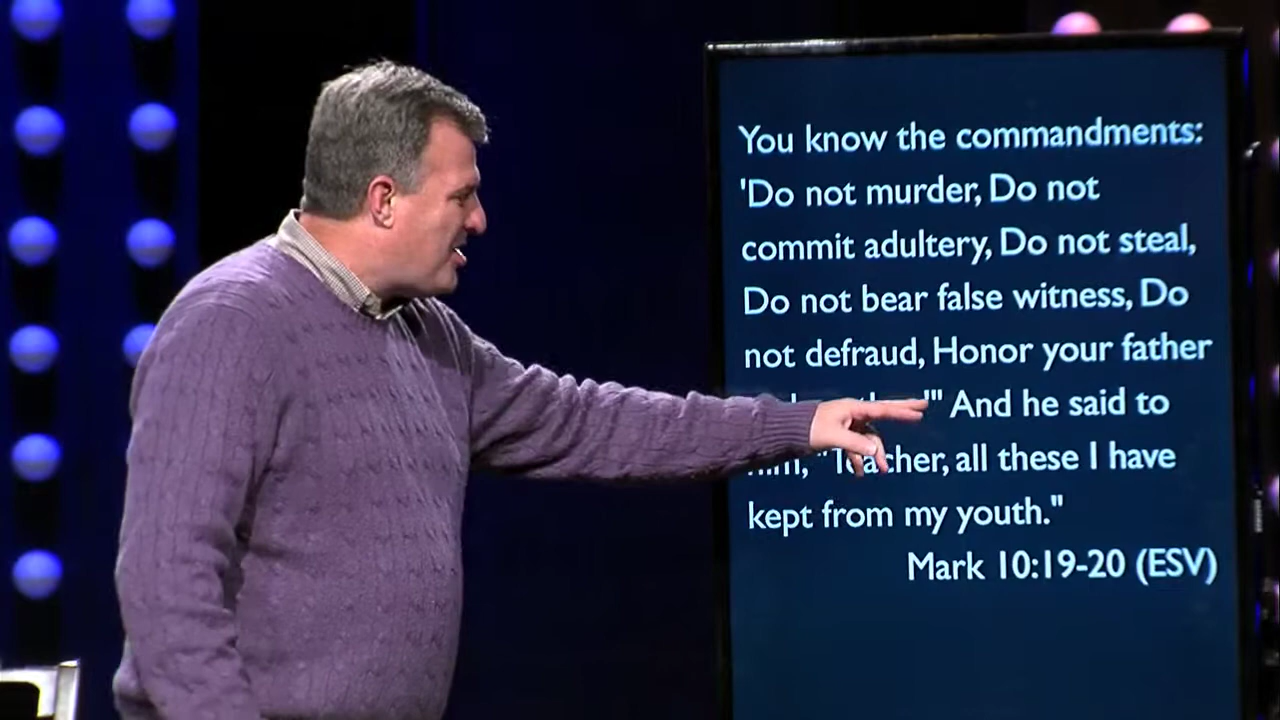 You know the commandments:
'Do not murder, Do not
commit adultery, Do not steal,
Do not bear false witness, Do
not defraud, Honor your father
'" And he said to
him, "Teacher, all these I have
kept from my youth."
Mark 10:19-20 (ESV)